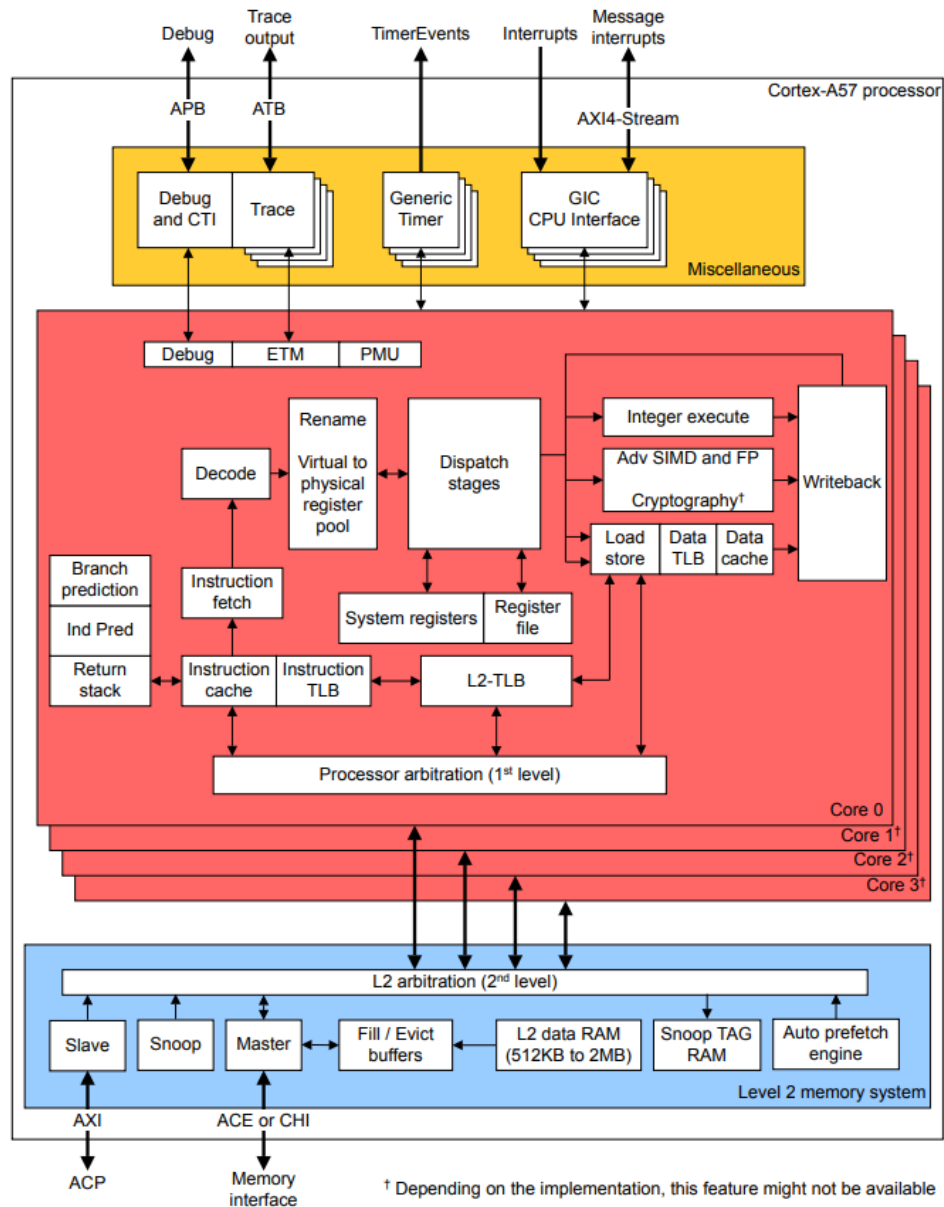 Debug
Trace
output
TimerEvents
Interrupts
Message
interrupts
Cortex-A57 processor
APB
ATB
AXI4-Stream
Debug
and CTI
Trace
Generic
Timer
GIC
CPU Interface
Miscellaneous
Debug
ETM
PMU
Rename
Virtual to
physical
register
pool
Dispatch
stages
Integer execute
Decode
Adv SIMD and FP
Cryptography†
Writeback
Load
store
Data
TLB
Data
cache
Branch
prediction
Instruction
fetch
System registers
Register
file
Ind Pred
Return
stack
Instruction
cache
Instruction
TLB
L2-TLB
Processor arbitration (1st level)
Core 0
Core 1†
Core 2†
Core 3†
L2 arbitration (2nd level)
Slave
Snoop
Master
Fill / Evict
buffers
L2 data RAM
(512KB to 2MB)
Snoop TAG
RAM
Auto prefetch
engine
Level 2 memory system
AXI
ACE or CHI
ACP
Memory
interface
† Depending on the implementation, this feature might not be available